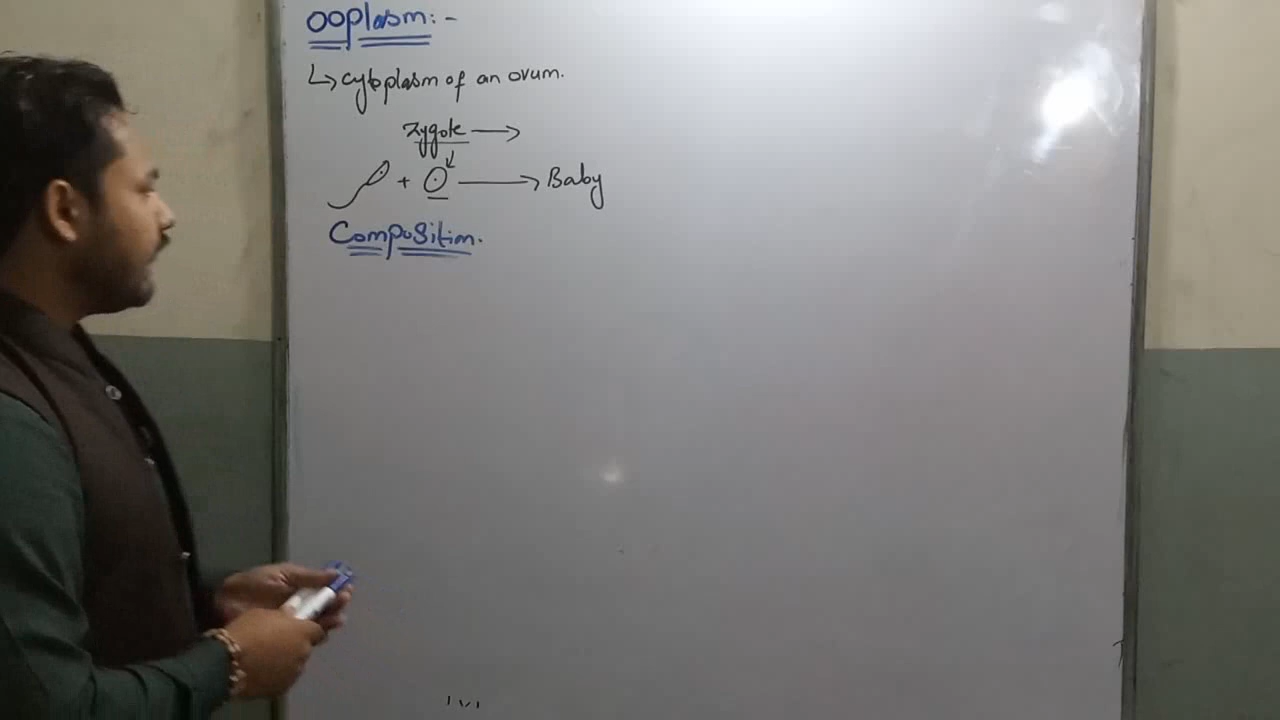 Ooplasm:-
↳ cytoplasm of an ovum.
Zygote →
+ → Baby
Composition.